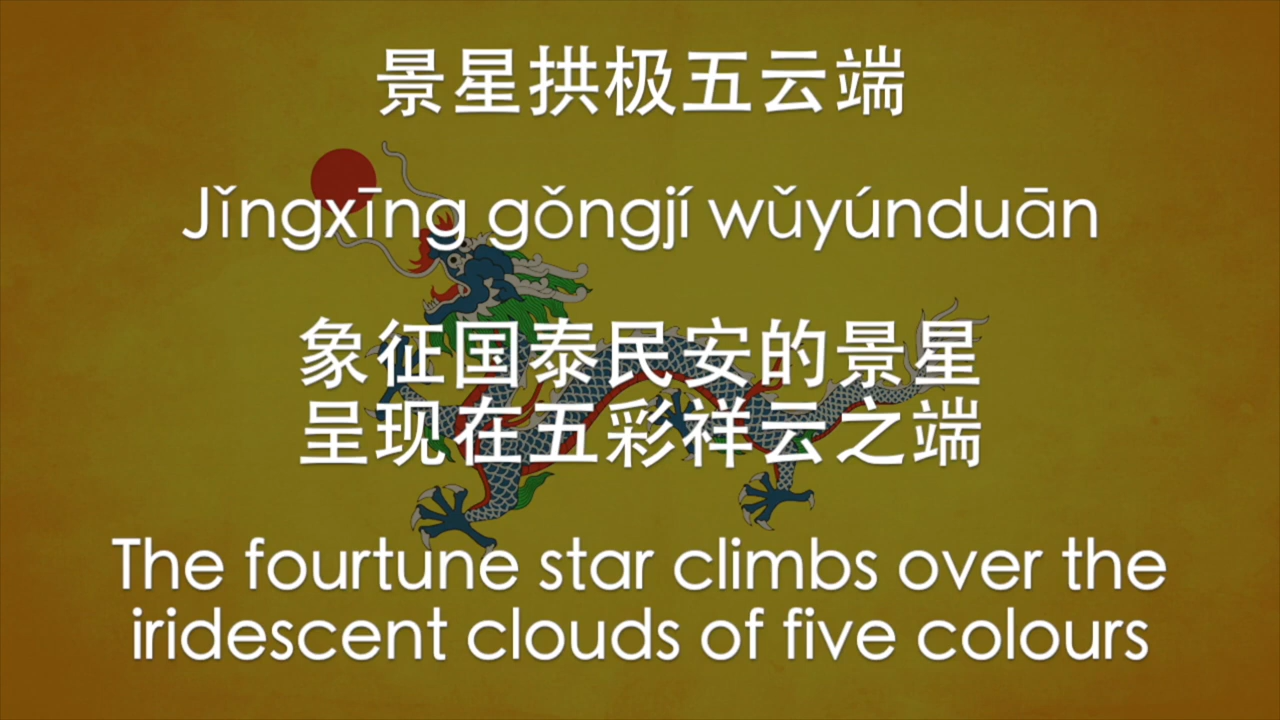 景星拱极五云端
Jǐngxīng gǒngjí wǔyúnduān
象征国泰民安的景星
呈现在五彩祥云之端
The fourtune star climbs over the
iridescent clouds of five colours